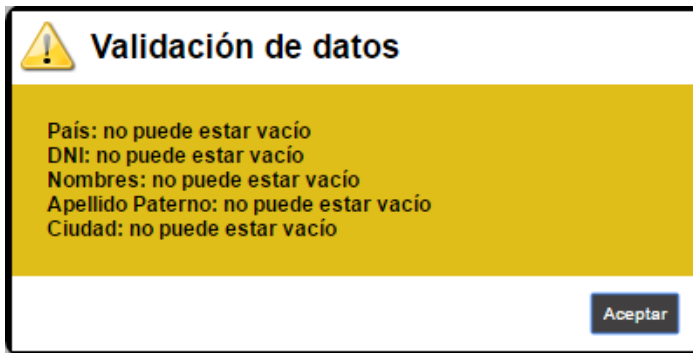 Validación de datos
País: no puede estar vacío
DNI: no puede estar vacío
Nombres: no puede estar vacío
Apellido Paterno: no puede estar vacío
Ciudad: no puede estar vacío
Aceptar